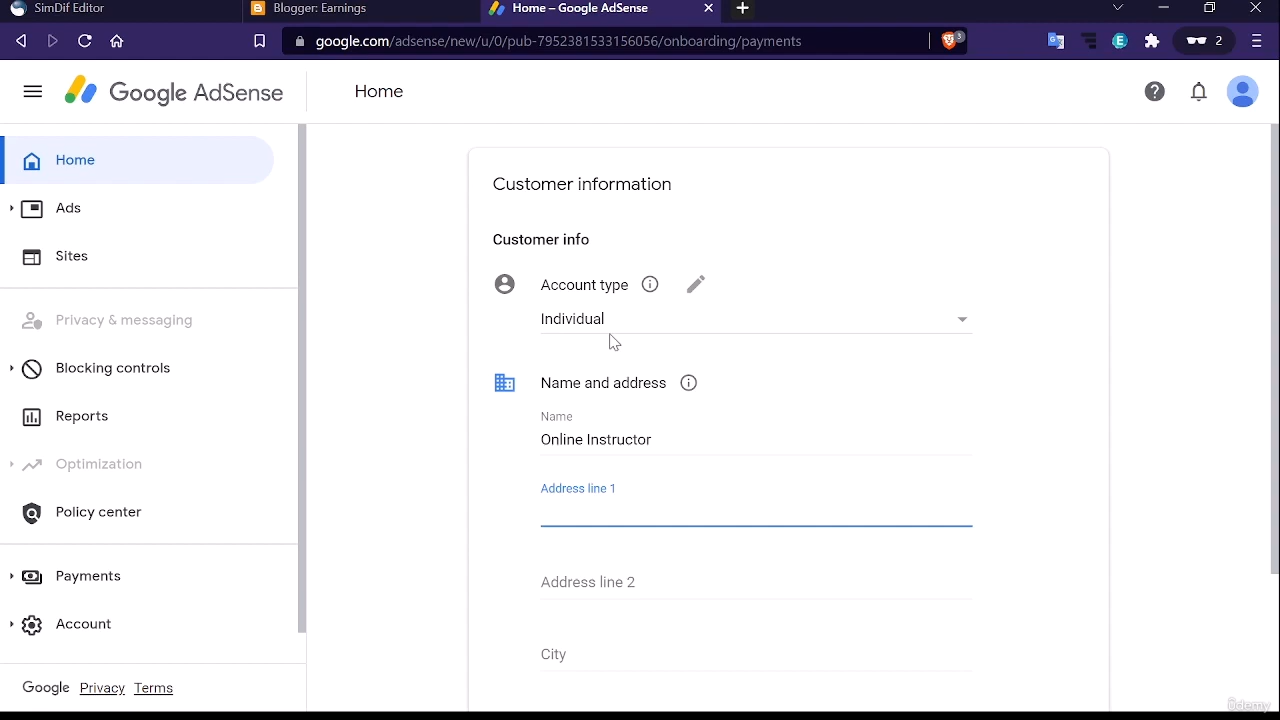 SimDif Editor
Blogger: Earnings
Home – Google AdSense
google.com/adsense/new/u/0/pub-7952381533156056/onboarding/payments
3
E
2
Google AdSense
Home
Home
Ads
Sites
Privacy & messaging
Blocking controls
Reports
Optimization
Policy center
Payments
Account
Google Privacy Terms
Customer information
Customer info
Account type
Individual
Name and address
Name
Online Instructor
Address line 1
Address line 2
City
ûdemy